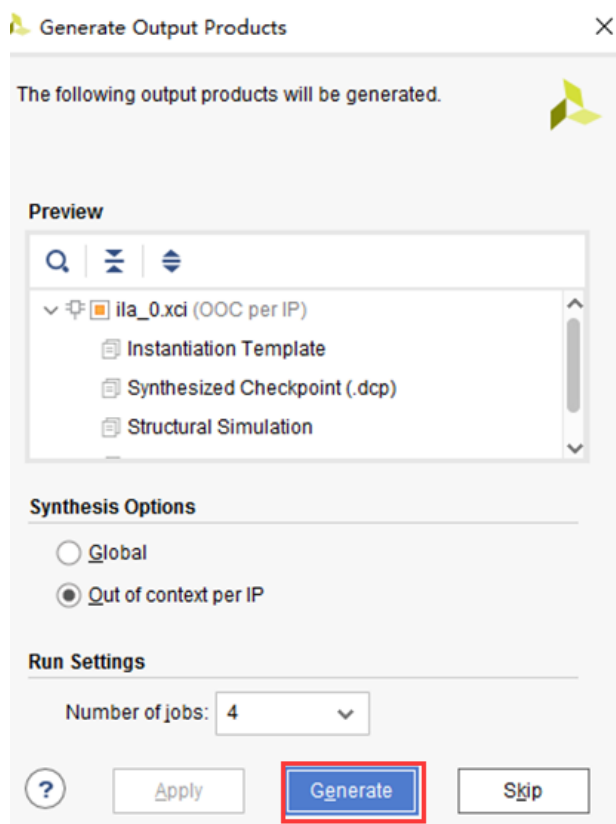 Generate Output Products
The following output products will be generated.
Preview
ila_0.xci (OOC per IP)
Instantiation Template
Synthesized Checkpoint (.dcp)
Structural Simulation
Synthesis Options
Global
Out of context per IP
Run Settings
Number of jobs: 4
? Apply Generate Skip